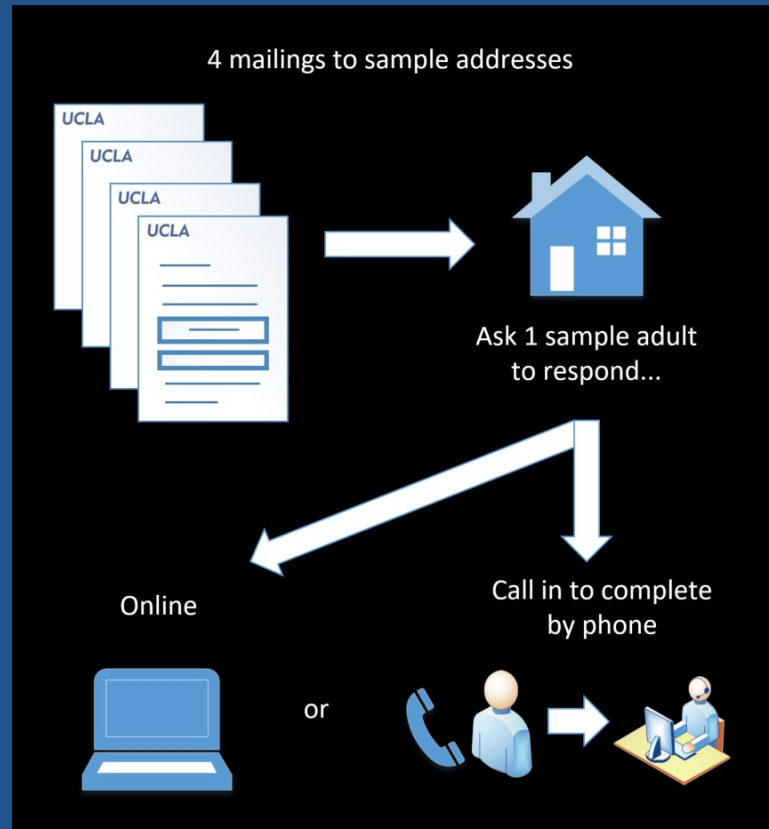 4 mailings to sample addresses
UCLA
UCLA
UCLA
UCLA
Ask 1 sample adult
to respond...
Online
Call in to complete
by phone
or